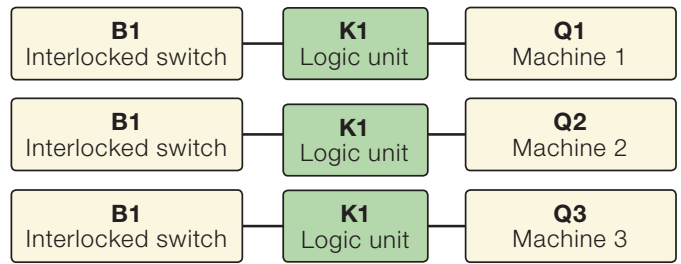 B1
Interlocked switch
K1
Logic unit
Q1
Machine 1
B1
Interlocked switch
K1
Logic unit
Q2
Machine 2
B1
Interlocked switch
K1
Logic unit
Q3
Machine 3